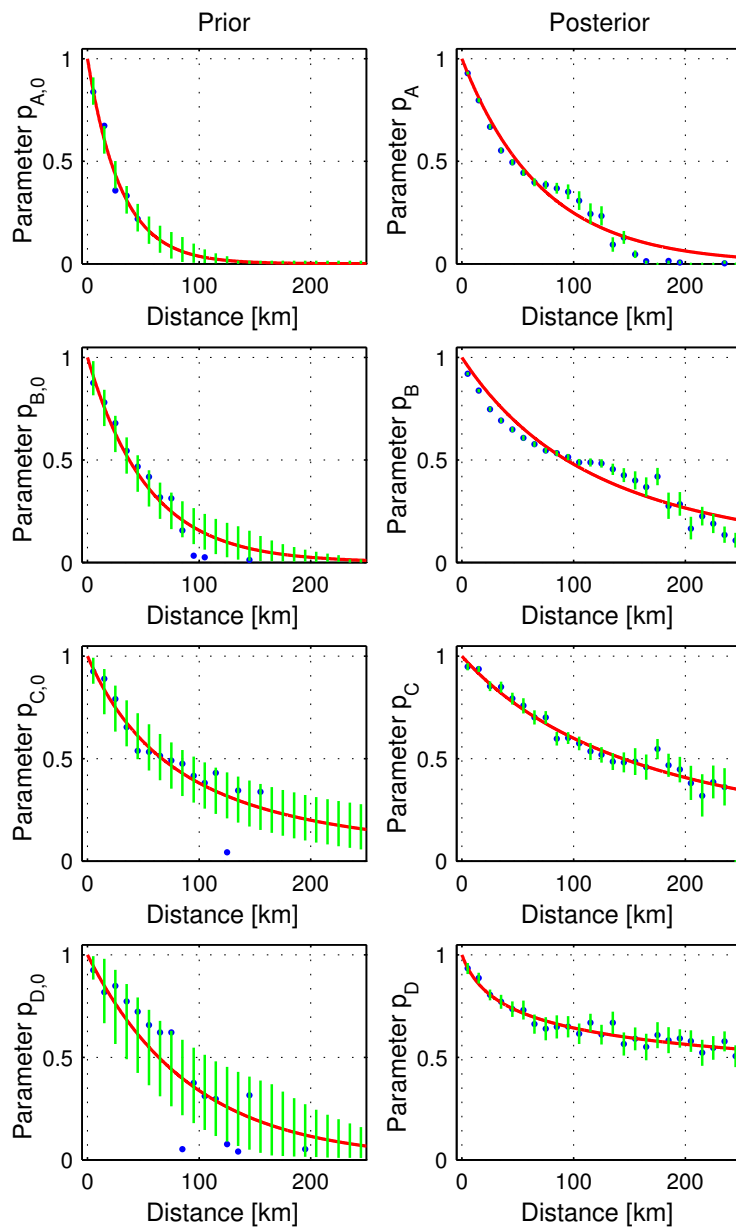 Prior
Posterior
1
0.5
0
Parameter p_A,0
0 100 200
Distance [km]
1
0.5
0
Parameter p_A
0 100 200
Distance [km]
1
0.5
0
Parameter p_B,0
0 100 200
Distance [km]
1
0.5
0
Parameter p_B
0 100 200
Distance [km]
1
0.5
0
Parameter p_C,0
0 100 200
Distance [km]
1
0.5
0
Parameter p_C
0 100 200
Distance [km]
1
0.5
0
Parameter p_D,0
0 100 200
Distance [km]
1
0.5
0
Parameter p_D
0 100 200
Distance [km]